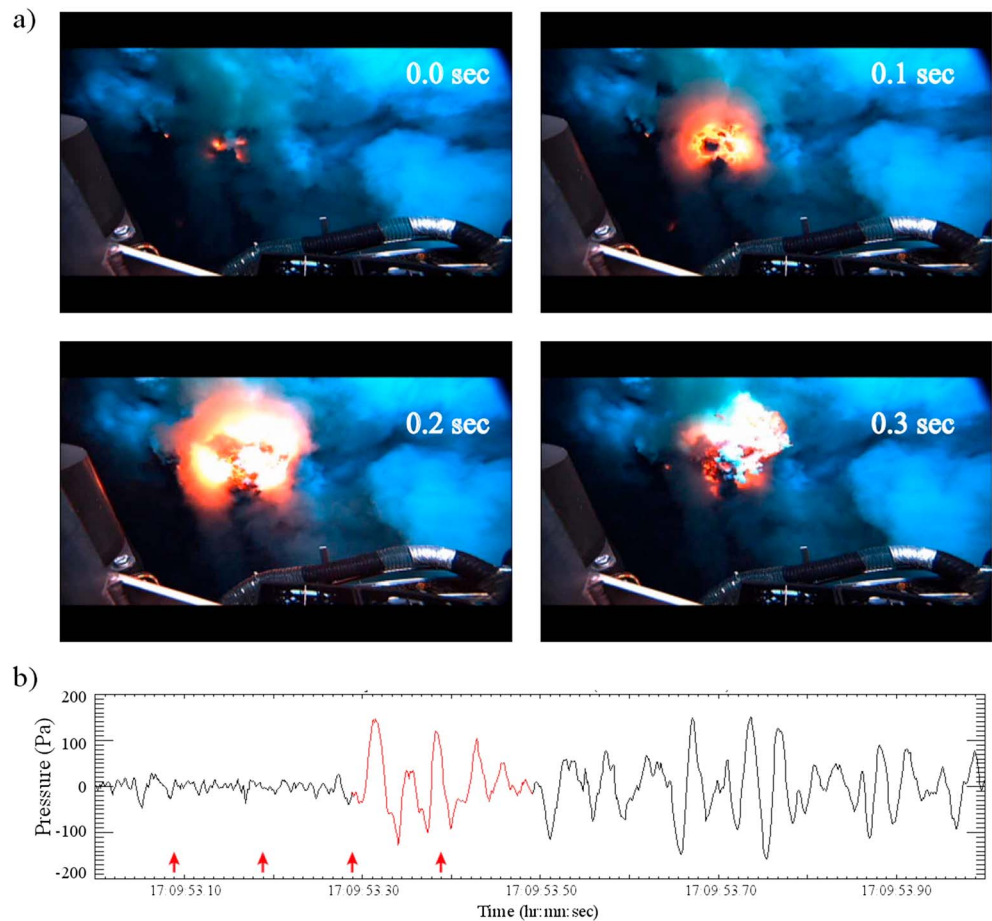 a)
0.0 sec
0.1 sec
0.2 sec
0.3 sec
b)
200
100
0
-100
-200
Pressure (Pa)
17 09 53.10
17 09 53.30
17 09 53.50
17 09 53.70
17 09 53.90
Time (hr:mn:sec)